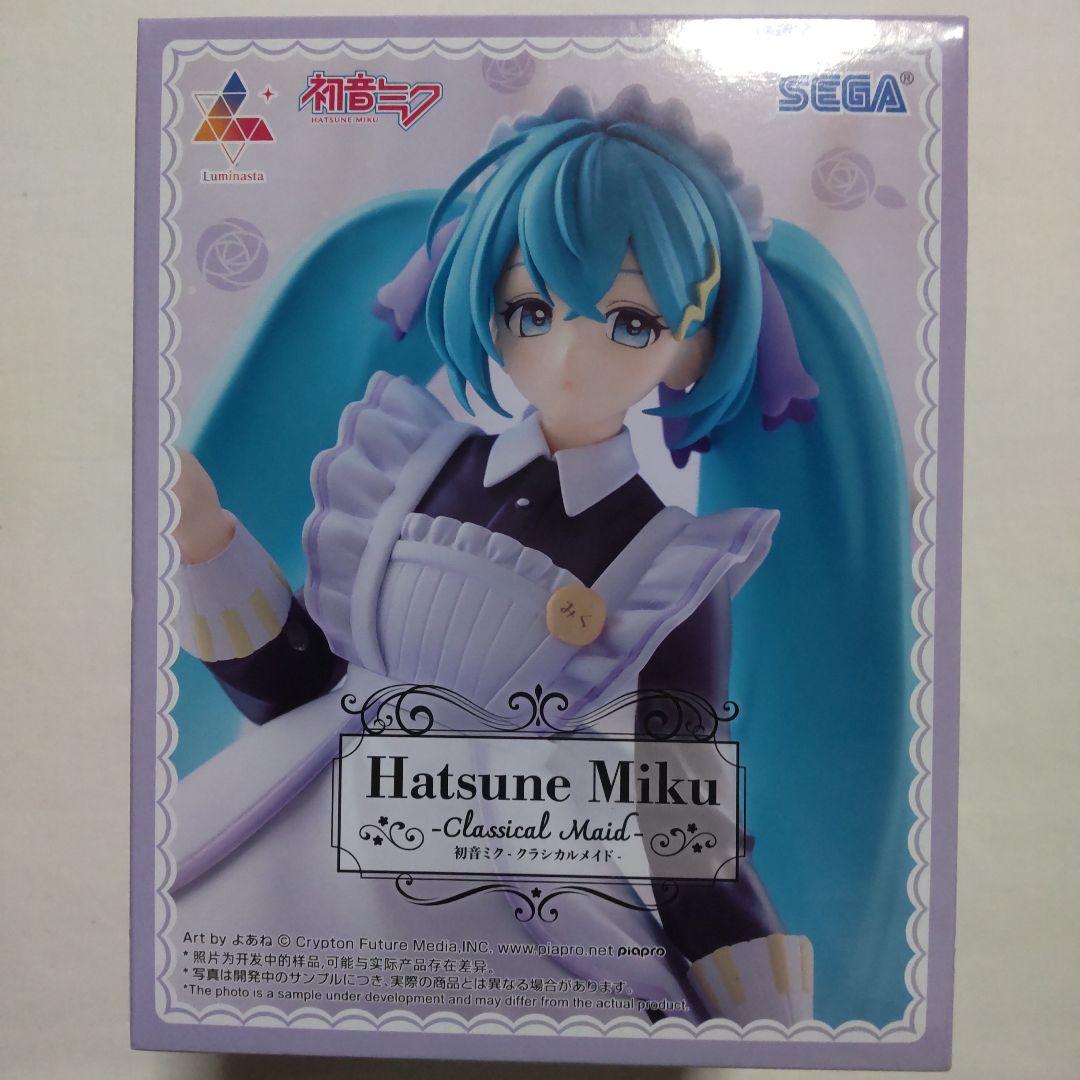 Luminasta
初音ミク
HATSUNE MIKU
SEGA®
みく
Hatsune Miku
-Classical Maid-
初音ミク-クラシカルメイド-
Art by よあね © Crypton Future Media,INC. www.piapro.net piapro
* 照片为开发中的样品,可能与实际产品存在差异。
* 写真は開発中のサンプルにつき、実際の商品とは異なる場合があります。
*The photo is a sample under development and may differ from the actual product.